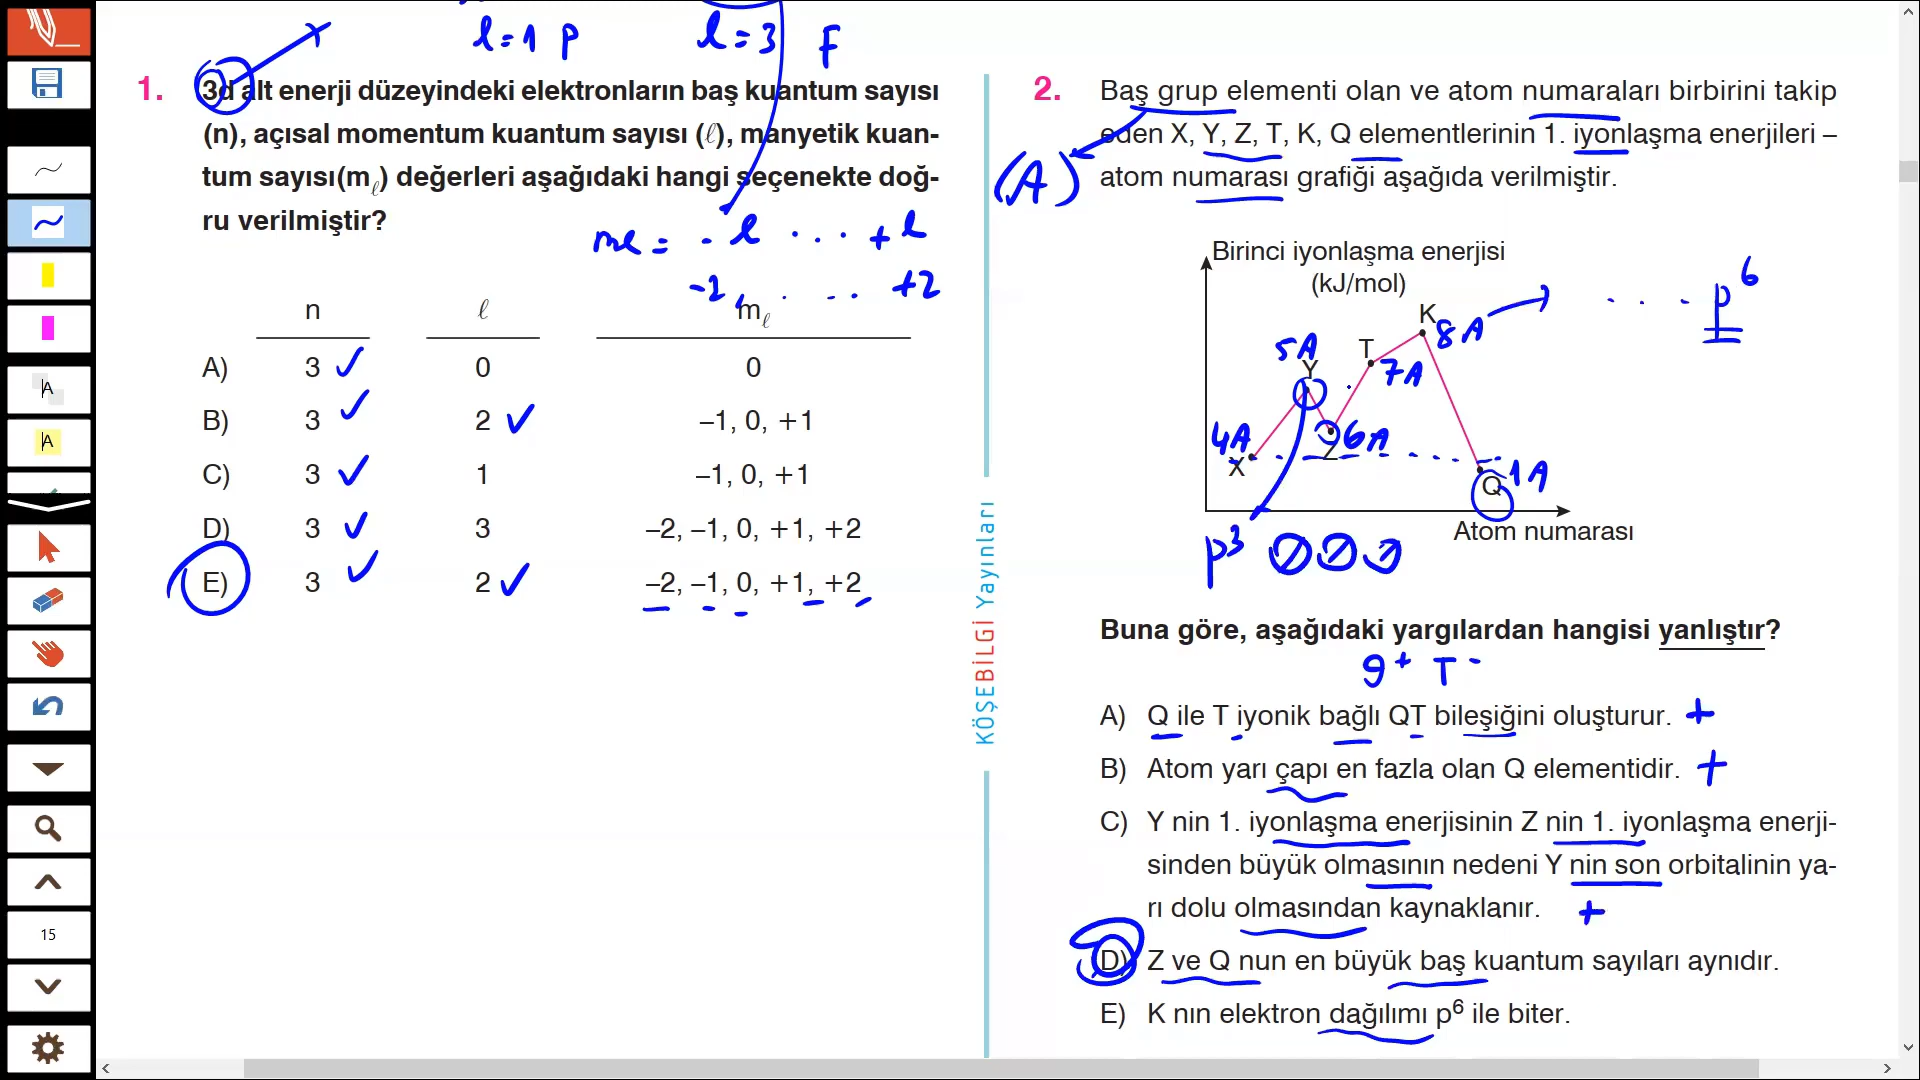 l=1 P
l=3 F
1. 3d alt enerji düzeyindeki elektronların baş kuantum sayısı
(n), açısal momentum kuantum sayısı (ℓ), manyetik kuan-
tum sayısı(mℓ) değerleri aşağıdaki hangi seçenekte doğ-
ru verilmiştir?
mℓ = -ℓ ... +ℓ
-2, . ... +2
n ℓ mℓ
A) 3 0 0
B) 3 2 –1, 0, +1
C) 3 1 –1, 0, +1
D) 3 3 –2, –1, 0, +1, +2
E) 3 2 –2, –1, 0, +1, +2
KÖŞEBİLGİ Yayınları
2. Baş grup elementi olan ve atom numaraları birbirini takip
eden X, Y, Z, T, K, Q elementlerinin 1. iyonlaşma enerjileri –
atom numarası grafiği aşağıda verilmiştir.
(A)
Birinci iyonlaşma enerjisi
(kJ/mol)
... p⁶
K 8A
5A T
Y 7A
4A 6A
X Z
Q 1A
Atom numarası
p³
Buna göre, aşağıdaki yargılardan hangisi yanlıştır?
9⁺ T⁻
A) Q ile T iyonik bağlı QT bileşiğini oluşturur. +
B) Atom yarı çapı en fazla olan Q elementidir. +
C) Y nin 1. iyonlaşma enerjisinin Z nin 1. iyonlaşma enerji-
sinden büyük olmasının nedeni Y nin son orbitalinin ya-
rı dolu olmasından kaynaklanır. +
D) Z ve Q nun en büyük baş kuantum sayıları aynıdır.
E) K nın elektron dağılımı p⁶ ile biter.
A
A
15